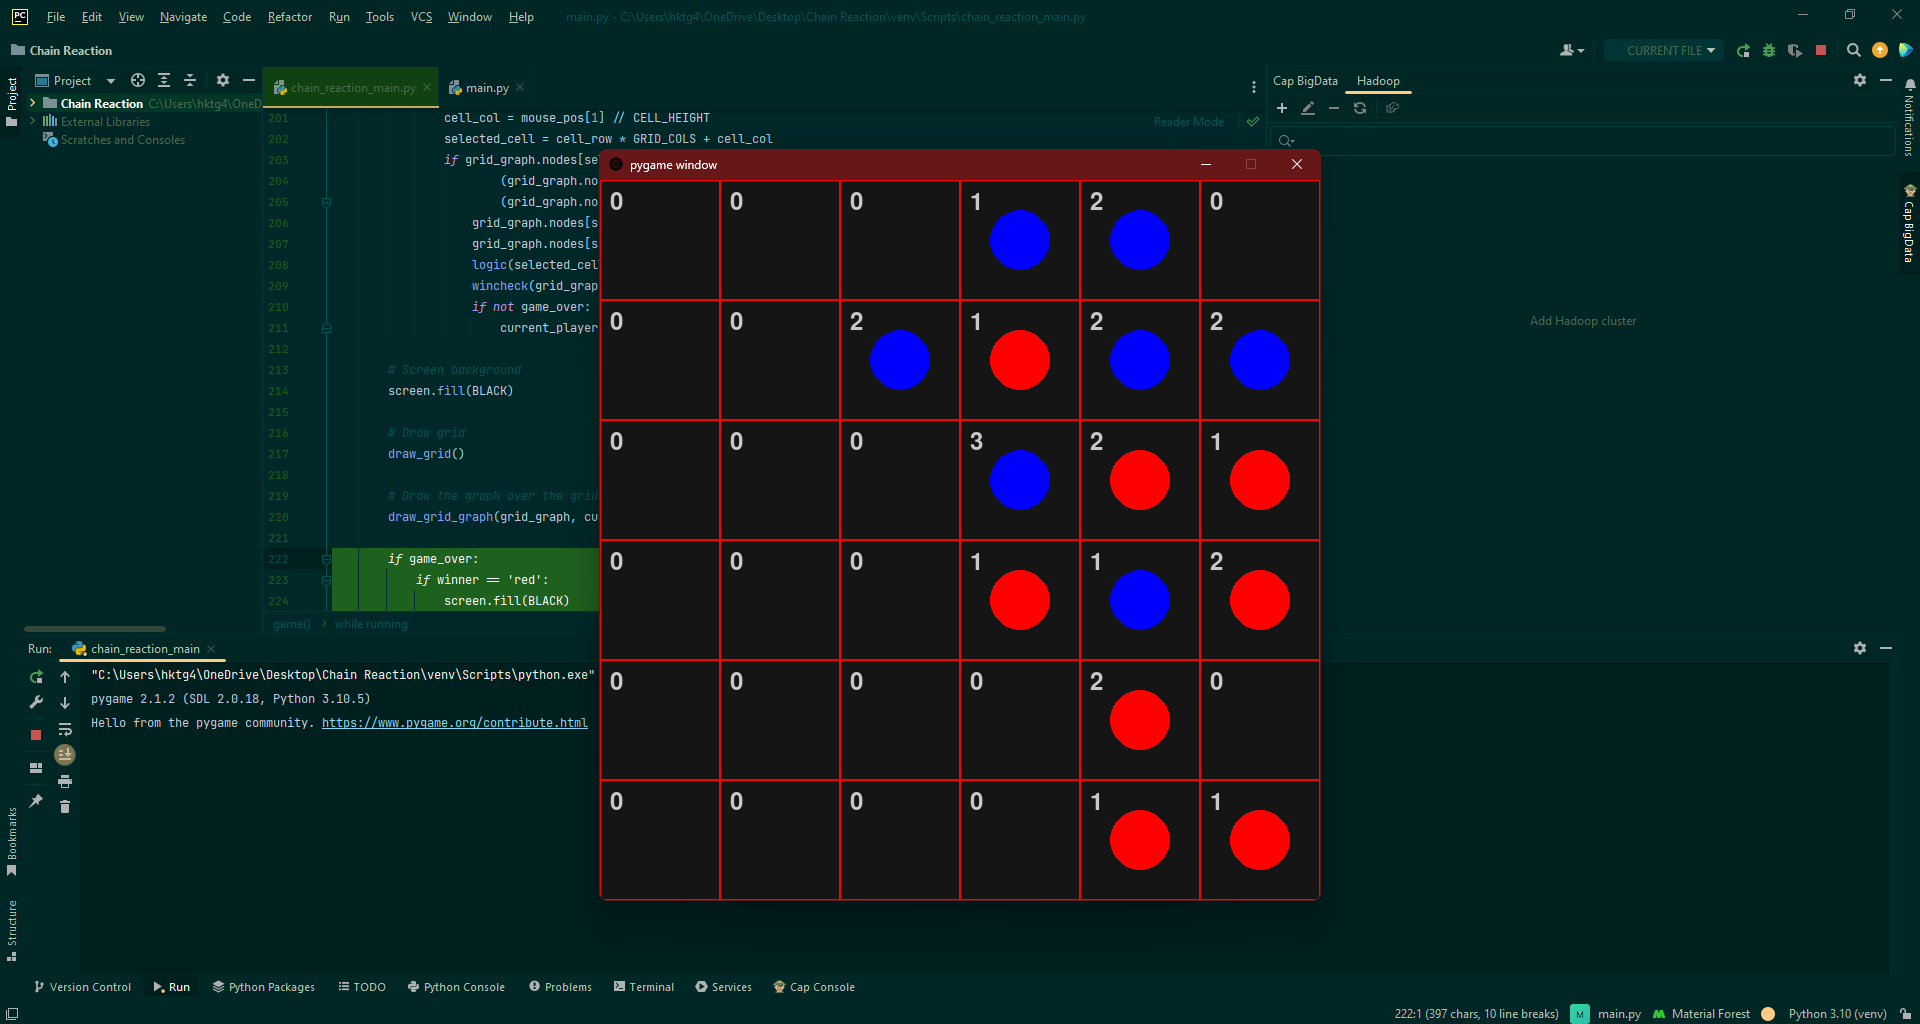 PC File Edit View Navigate Code Refactor Run Tools VCS Window Help main.py - C:\Users\hktg4\OneDrive\Desktop\Chain Reaction\venv\Scripts\chain_reaction_main.py
Chain Reaction
CURRENT FILE
Project
Project
chain_reaction_main.py
main.py
Cap BigData Hadoop
Chain Reaction C:\Users\hktg4\OneD
External Libraries
Scratches and Consoles
Reader Mode
201 cell_col = mouse_pos[1] // CELL_HEIGHT
202 selected_cell = cell_row * GRID_COLS + cell_col
203 if grid_graph.nodes[se
204 (grid_graph.no
205 (grid_graph.no
206 grid_graph.nodes[s
207 grid_graph.nodes[s
208 logic(selected_cel
209 wincheck(grid_grap
210 if not game_over:
211 current_player
212
213 # Screen background
214 screen.fill(BLACK)
215
216 # Draw grid
217 draw_grid()
218
219 # Draw the graph over the grid
220 draw_grid_graph(grid_graph, cu
221
222 if game_over:
223 if winner == 'red':
224 screen.fill(BLACK)
game() while running
pygame window
0 0 0 1 2 0
0 0 2 1 2 2
0 0 0 3 2 1
0 0 0 1 1 2
0 0 0 0 2 0
0 0 0 0 1 1
Add Hadoop cluster
Notifications
Cap BigData
Run: chain_reaction_main
"C:\Users\hktg4\OneDrive\Desktop\Chain Reaction\venv\Scripts\python.exe"
pygame 2.1.2 (SDL 2.0.18, Python 3.10.5)
Hello from the pygame community. https://www.pygame.org/contribute.html
Bookmarks
Structure
Version Control Run Python Packages TODO Python Console Problems Terminal Services Cap Console
222:1 (397 chars, 10 line breaks) M main.py Material Forest Python 3.10 (venv)